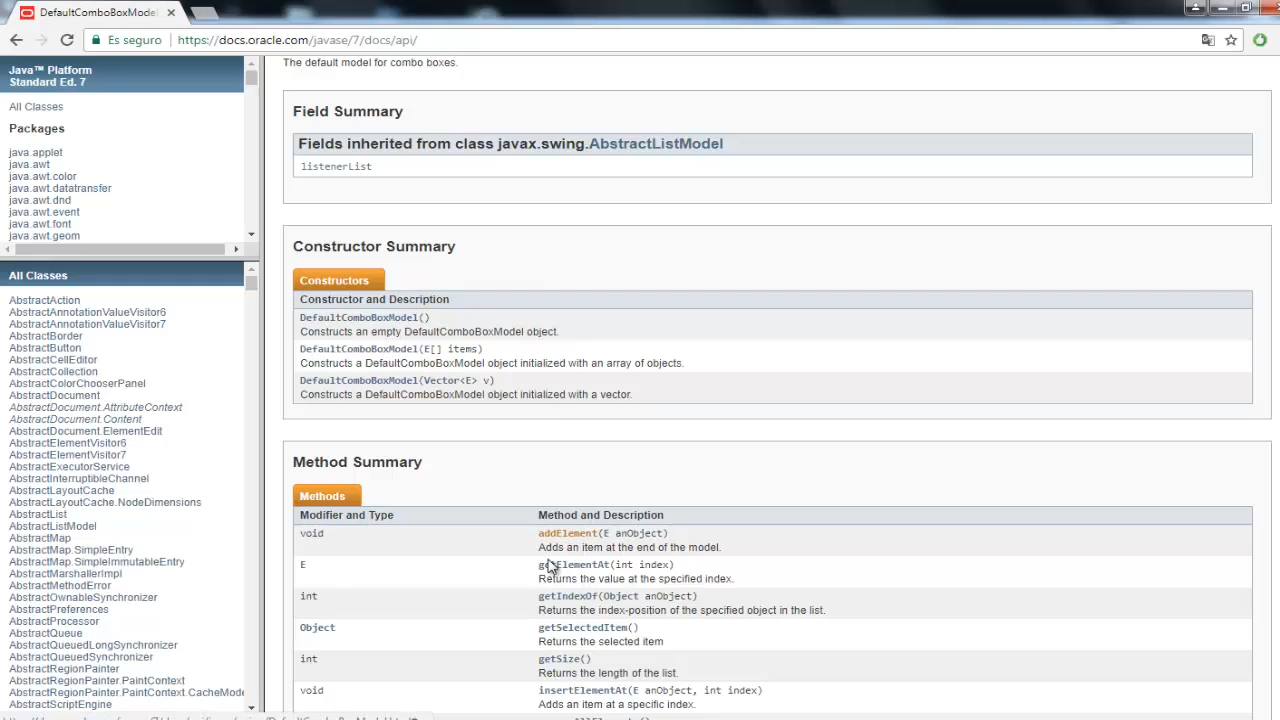 DefaultComboBoxModel
Es seguro https://docs.oracle.com/javase/7/docs/api/
Java™ Platform
Standard Ed. 7
All Classes
Packages
java.applet
java.awt
java.awt.color
java.awt.datatransfer
java.awt.dnd
java.awt.event
java.awt.font
java.awt.geom
All Classes
AbstractAction
AbstractAnnotationValueVisitor6
AbstractAnnotationValueVisitor7
AbstractBorder
AbstractButton
AbstractCellEditor
AbstractCollection
AbstractColorChooserPanel
AbstractDocument
AbstractDocument.AttributeContext
AbstractDocument.Content
AbstractDocument.ElementEdit
AbstractElementVisitor6
AbstractElementVisitor7
AbstractExecutorService
AbstractInterruptibleChannel
AbstractLayoutCache
AbstractLayoutCache.NodeDimensions
AbstractList
AbstractListModel
AbstractMap
AbstractMap.SimpleEntry
AbstractMap.SimpleImmutableEntry
AbstractMarshallerImpl
AbstractMethodError
AbstractOwnableSynchronizer
AbstractPreferences
AbstractProcessor
AbstractQueue
AbstractQueuedLongSynchronizer
AbstractQueuedSynchronizer
AbstractRegionPainter
AbstractRegionPainter.PaintContext
AbstractRegionPainter.PaintContext.CacheMode
AbstractScriptEngine
The default model for combo boxes.
Field Summary
Fields inherited from class javax.swing.AbstractListModel
listenerList
Constructor Summary
Constructors
Constructor and Description
DefaultComboBoxModel()
Constructs an empty DefaultComboBoxModel object.
DefaultComboBoxModel(E[] items)
Constructs a DefaultComboBoxModel object initialized with an array of objects.
DefaultComboBoxModel(Vector<E> v)
Constructs a DefaultComboBoxModel object initialized with a vector.
Method Summary
Methods
Modifier and Type Method and Description
void addElement(E anObject)
Adds an item at the end of the model.
E getElementAt(int index)
Returns the value at the specified index.
int getIndexOf(Object anObject)
Returns the index-position of the specified object in the list.
Object getSelectedItem()
Returns the selected item
int getSize()
Returns the length of the list.
void insertElementAt(E anObject, int index)
Adds an item at a specific index.